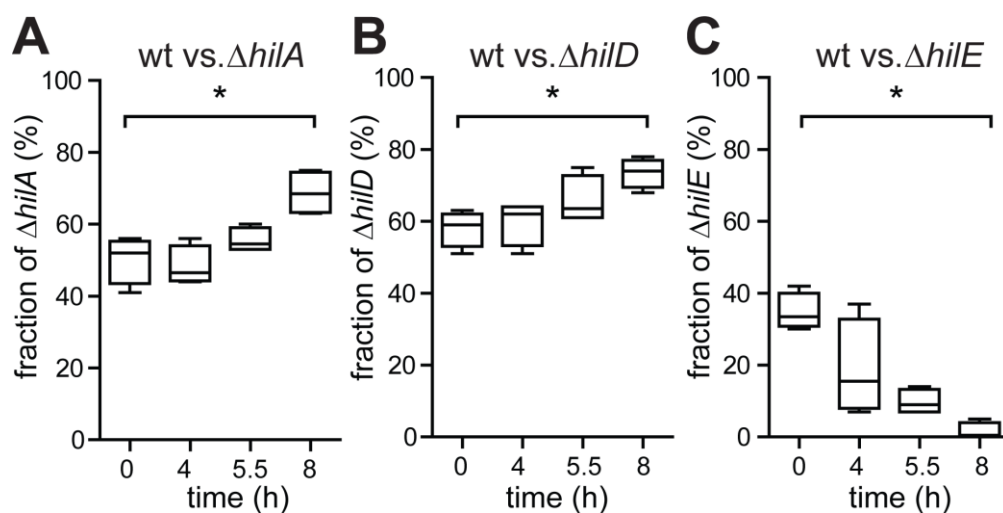 A
wt vs. ΔhilA
fraction of ΔhilA (%)
100
80
60
40
20
0
*
0 4 5.5 8
time (h)
B
wt vs. ΔhilD
fraction of ΔhilD (%)
100
80
60
40
20
0
*
0 4 5.5 8
time (h)
C
wt vs. ΔhilE
fraction of ΔhilE (%)
100
80
60
40
20
0
*
0 4 5.5 8
time (h)